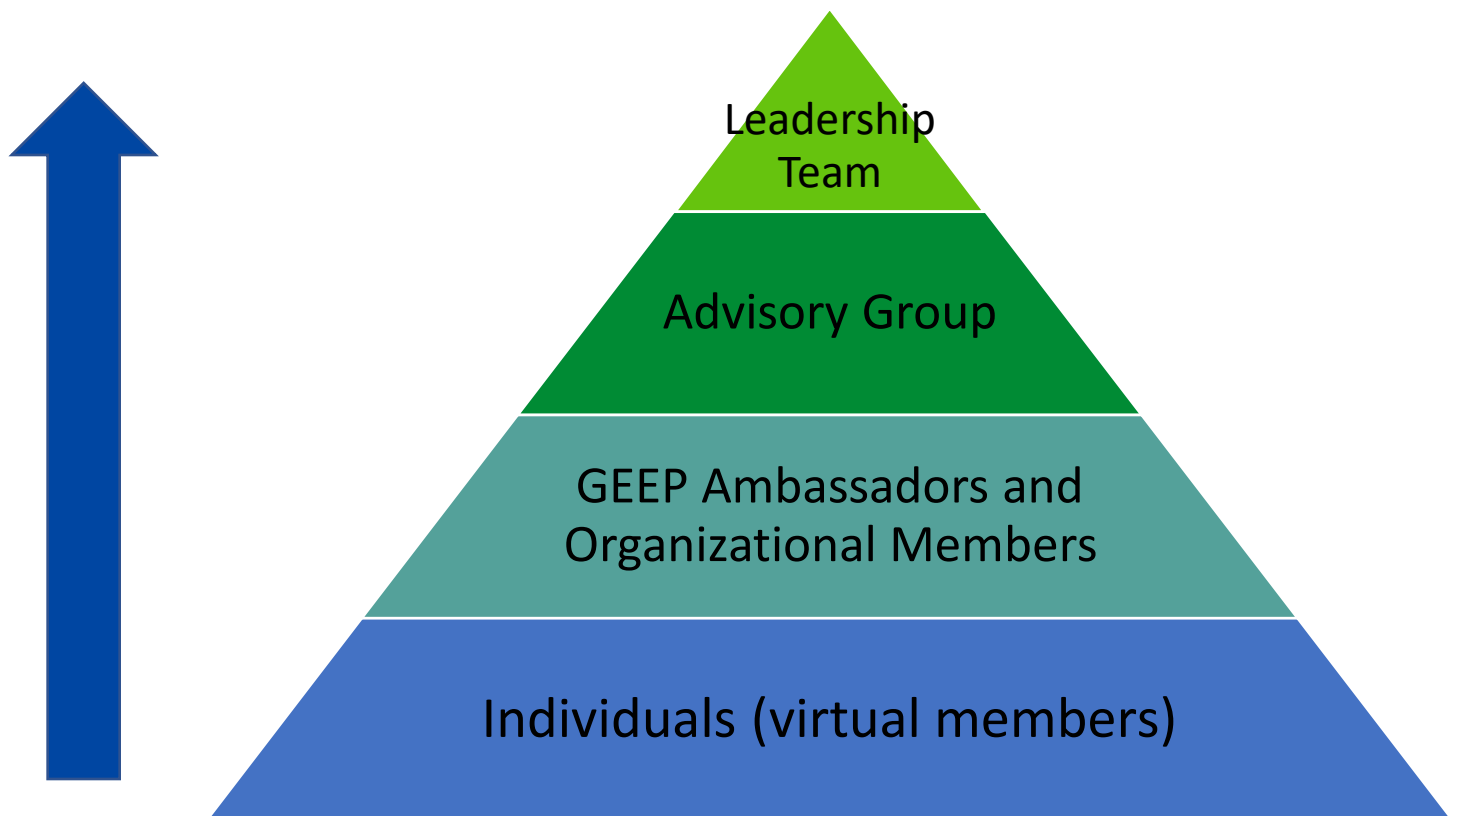 Leadership
Team
Advisory Group
GEEP Ambassadors and
Organizational Members
Individuals (virtual members)